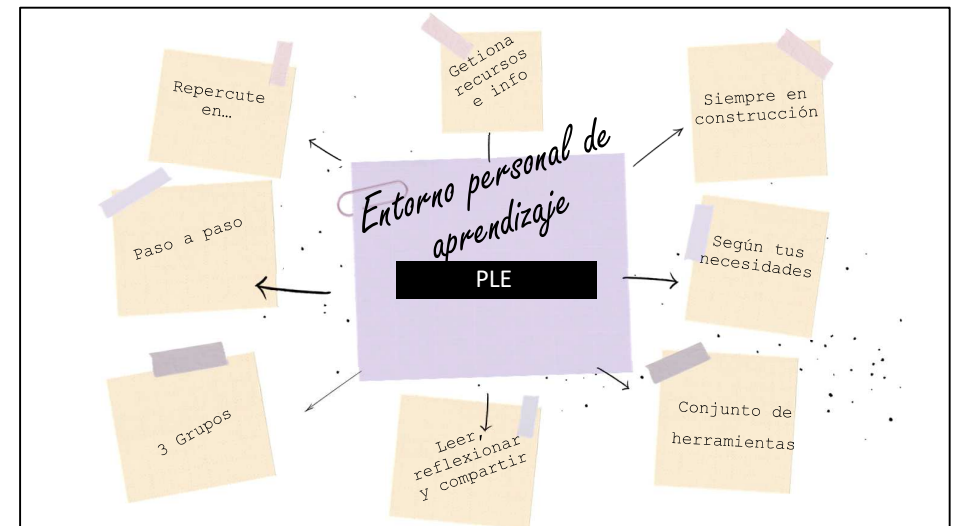 Getiona
recursos
e info
Repercute
en…
Siempre en
construcción
Entorno personal de
aprendizaje
PLE
Paso a paso
Según tus
necesidades
3 Grupos
Leer,
reflexionar
y compartir
Conjunto de
herramientas